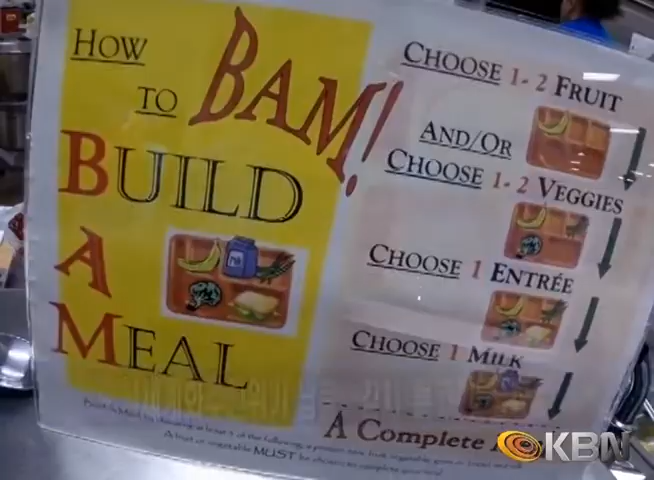 HOW
TO BAM!
BUILD
A
MEAL
CHOOSE 1-2 FRUIT
AND/OR
CHOOSE 1-2 VEGGIES
CHOOSE 1 ENTRÉE
CHOOSE 1 MILK
A Complete
MUST
KBN